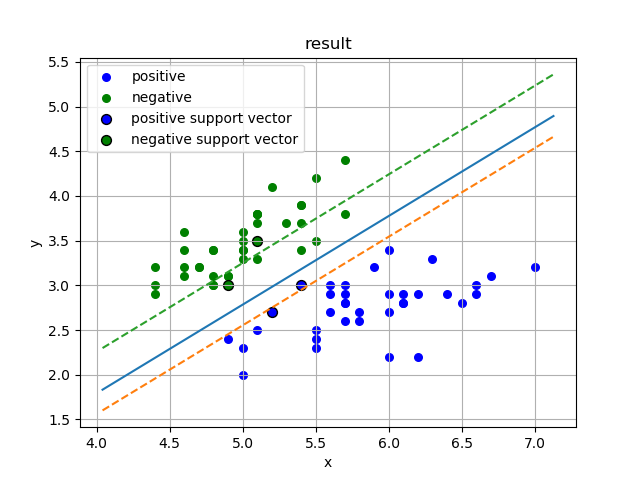 result
5.5
5.0
4.5
4.0
3.5
3.0
2.5
2.0
1.5
y
positive
negative
positive support vector
negative support vector
4.0 4.5 5.0 5.5 6.0 6.5 7.0
x